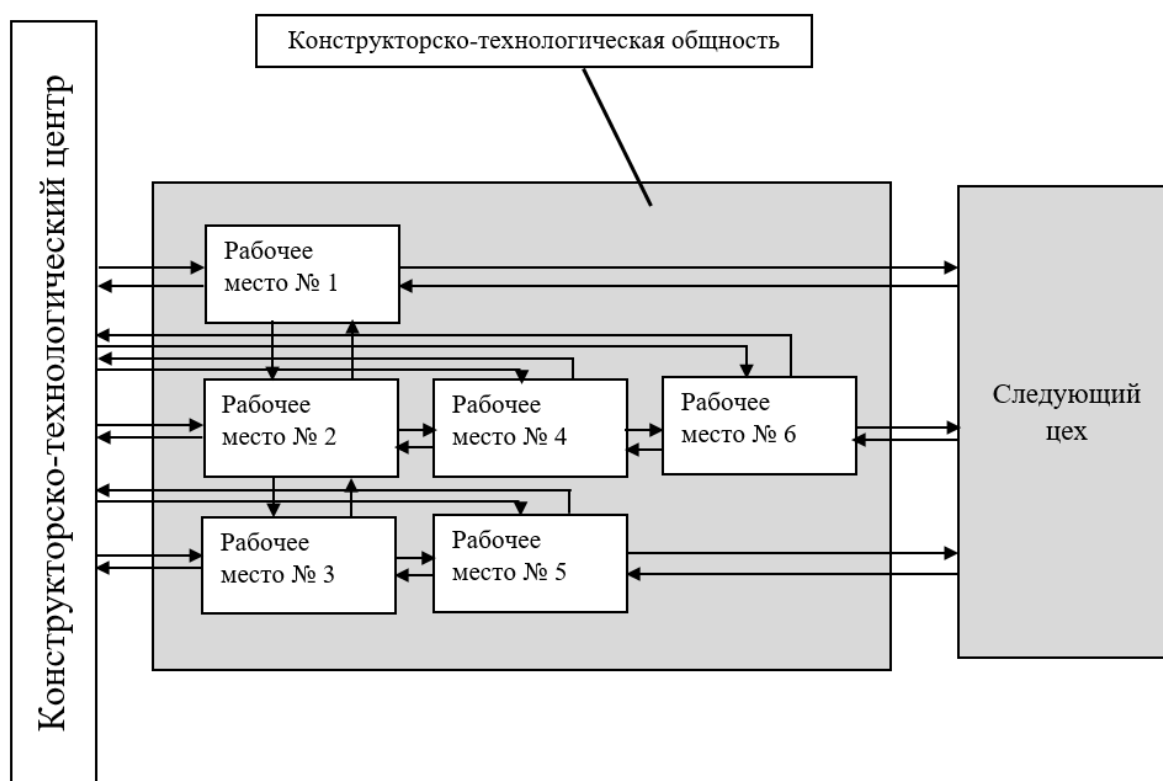 Конструкторско-технологический центр
Конструкторско-технологическая общность
Рабочее
место № 1
Рабочее
место № 2
Рабочее
место № 4
Рабочее
место № 6
Рабочее
место № 3
Рабочее
место № 5
Следующий
цех